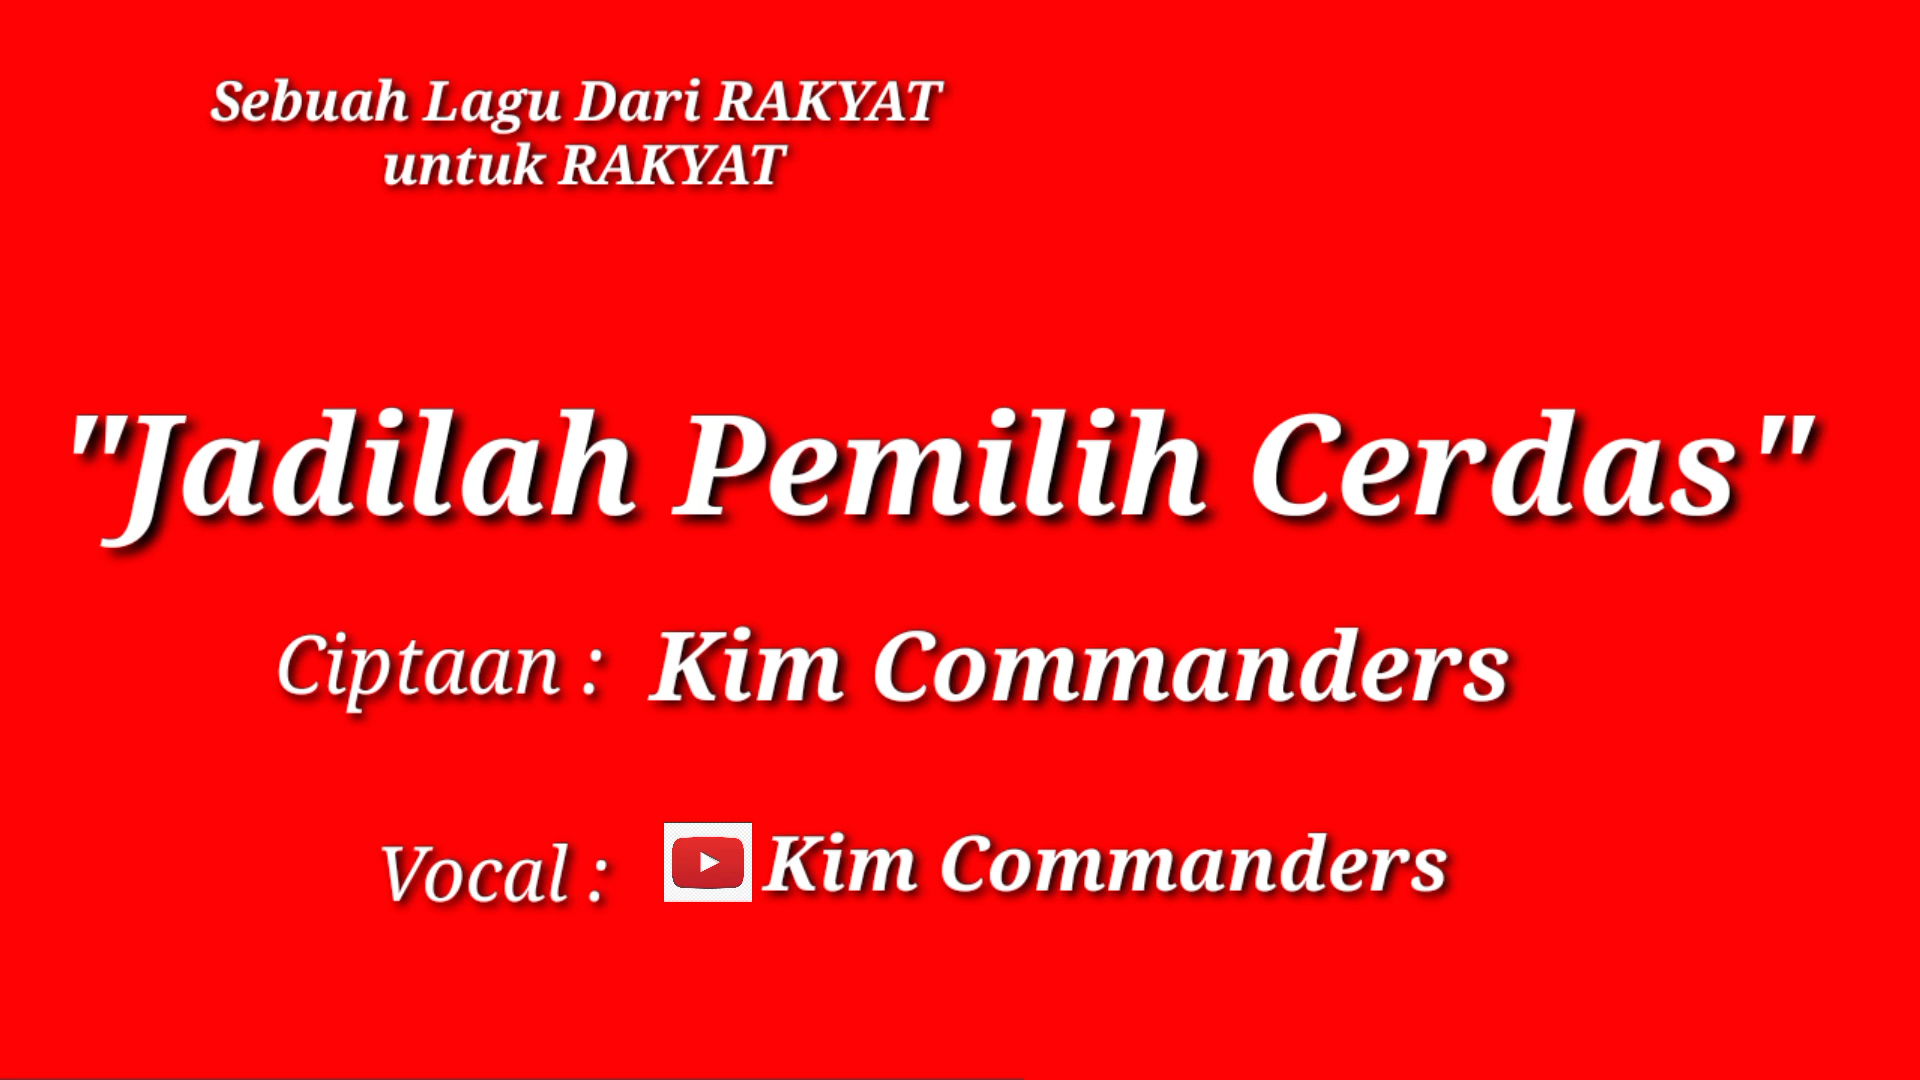 Sebuah Lagu Dari RAKYAT
untuk RAKYAT
"Jadilah Pemilih Cerdas"
Ciptaan : Kim Commanders
Vocal : Kim Commanders